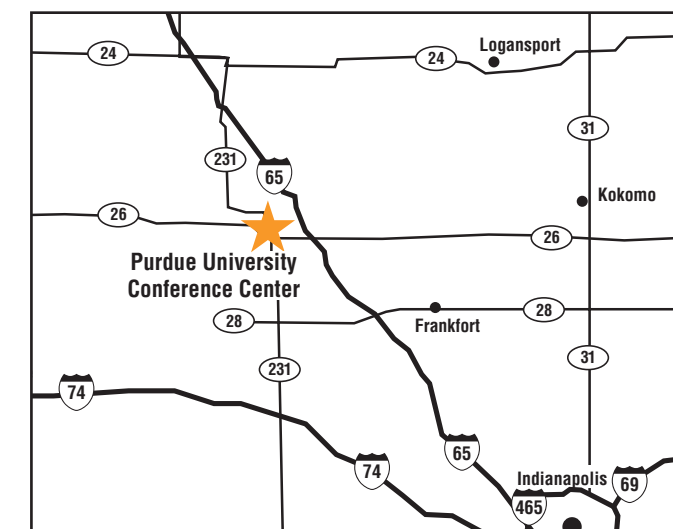 Logansport
24
24
31
231
65
Kokomo
26
26
Purdue University
Conference Center
28
28
Frankfort
31
231
74
65
74
Indianapolis
69
465